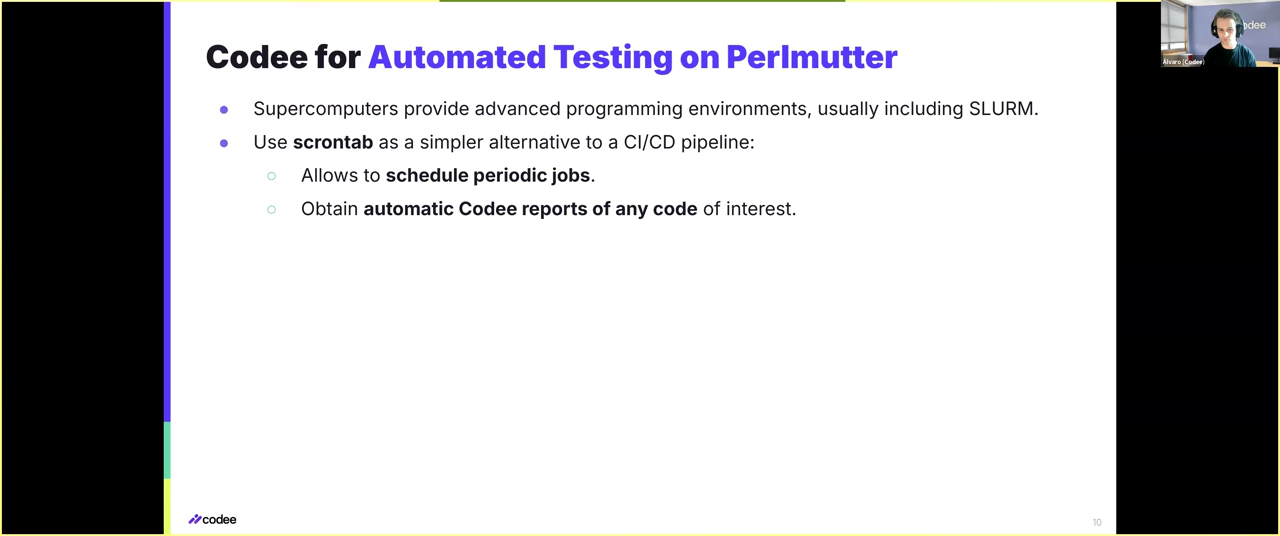 Codee for Automated Testing on Perlmutter
● Supercomputers provide advanced programming environments, usually including SLURM.
● Use scrontab as a simpler alternative to a CI/CD pipeline:
○ Allows to schedule periodic jobs.
○ Obtain automatic Codee reports of any code of interest.
codee
10
odee
Álvaro (Codee)